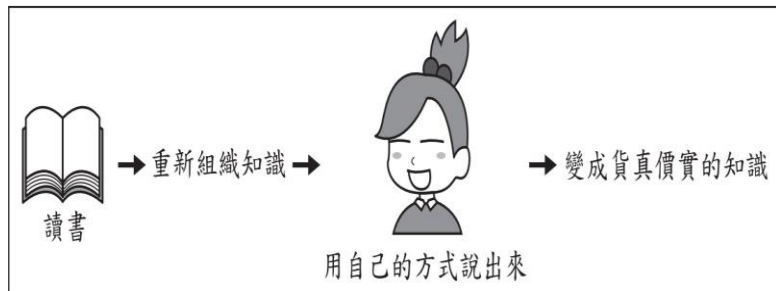 讀書
重新組織知識
用自己的方式說出來
變成貨真價實的知識